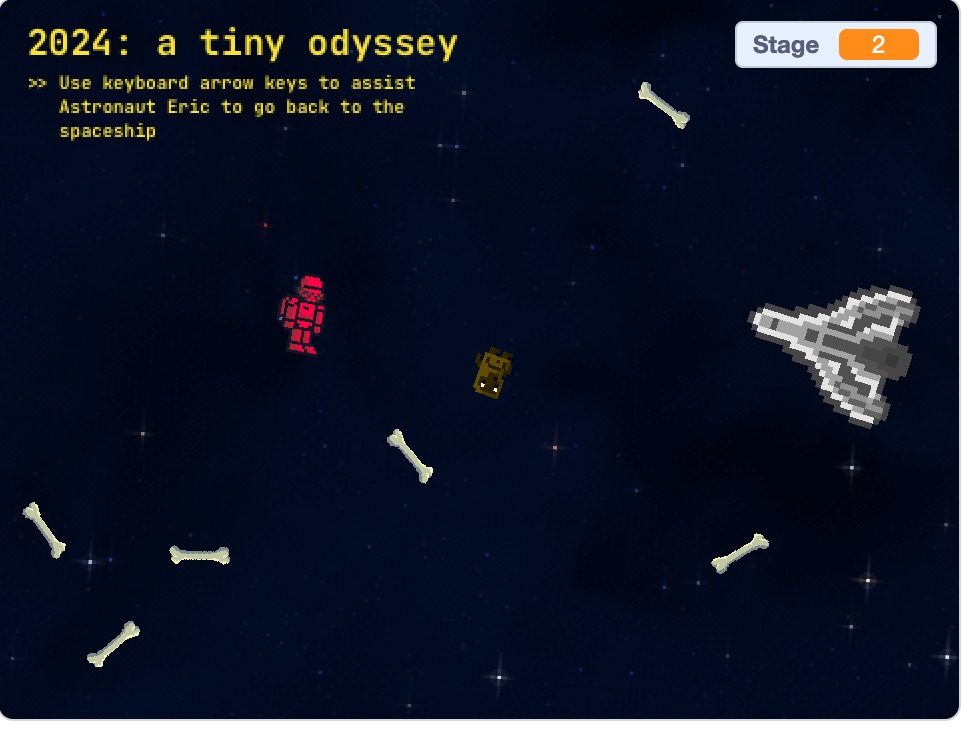 2024: a tiny odyssey
>> Use keyboard arrow keys to assist
Astronaut Eric to go back to the
spaceship
Stage 2